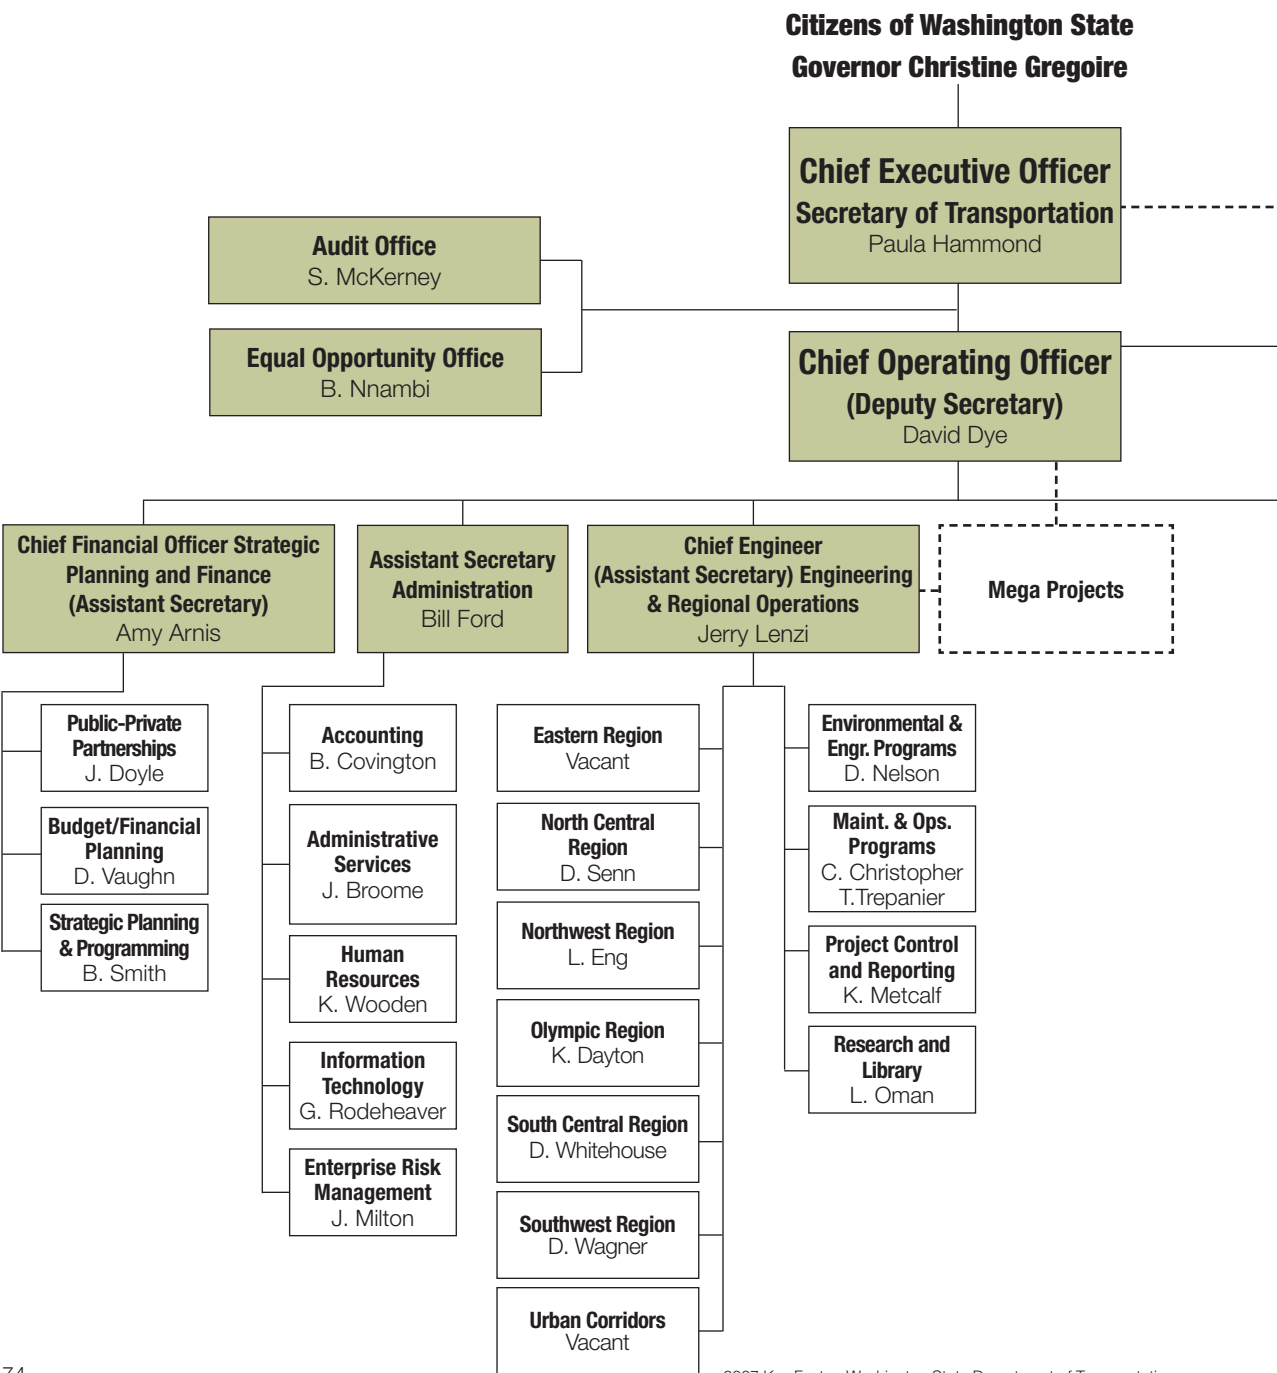 Citizens of Washington State
Governor Christine Gregoire
Chief Executive Officer
Secretary of Transportation
Paula Hammond
Audit Office
S. McKerney
Equal Opportunity Office
B. Nnambi
Chief Operating Officer
(Deputy Secretary)
David Dye
Chief Financial Officer Strategic
Planning and Finance
(Assistant Secretary)
Amy Arnis
Assistant Secretary
Administration
Bill Ford
Chief Engineer
(Assistant Secretary) Engineering
& Regional Operations
Jerry Lenzi
Mega Projects
Public-Private
Partnerships
J. Doyle
Budget/Financial
Planning
D. Vaughn
Strategic Planning
& Programming
B. Smith
Accounting
B. Covington
Administrative
Services
J. Broome
Human
Resources
K. Wooden
Information
Technology
G. Rodeheaver
Enterprise Risk
Management
J. Milton
Eastern Region
Vacant
North Central
Region
D. Senn
Northwest Region
L. Eng
Olympic Region
K. Dayton
South Central Region
D. Whitehouse
Southwest Region
D. Wagner
Urban Corridors
Vacant
Environmental &
Engr. Programs
D. Nelson
Maint. & Ops.
Programs
C. Christopher
T.Trepanier
Project Control
and Reporting
K. Metcalf
Research and
Library
L. Oman